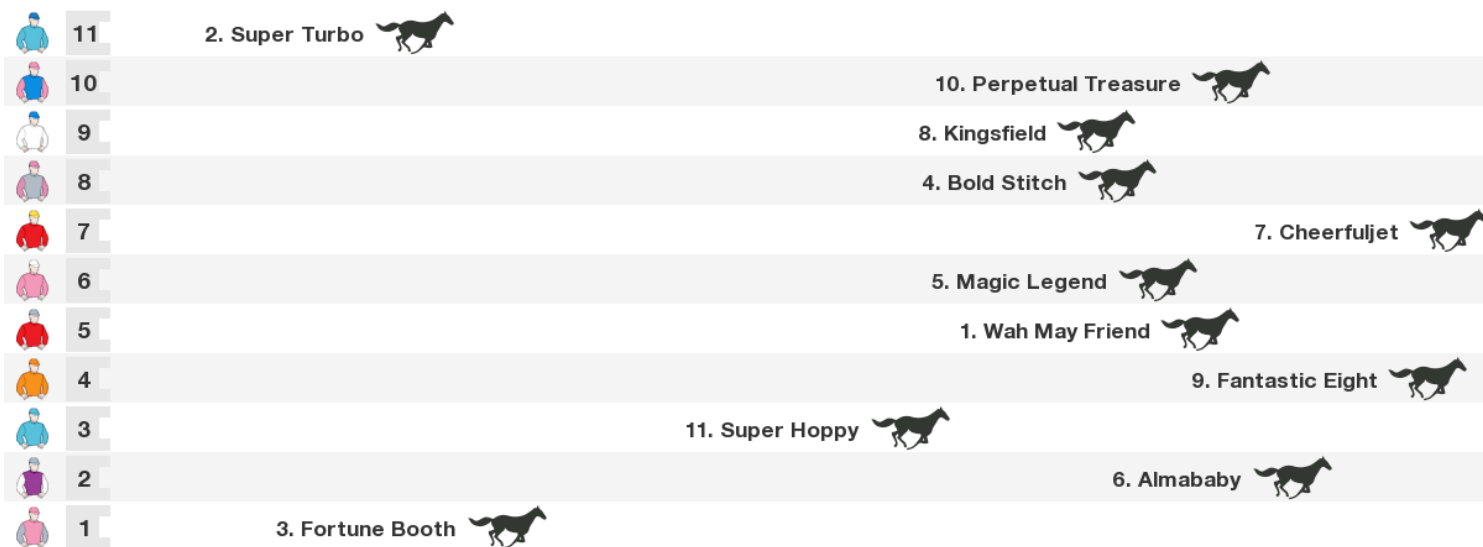 11 2. Super Turbo
10 10. Perpetual Treasure
9 8. Kingsfield
8 4. Bold Stitch
7 7. Cheerfuljet
6 5. Magic Legend
5 1. Wah May Friend
4 9. Fantastic Eight
3 11. Super Hoppy
2 6. Almababy
1 3. Fortune Booth